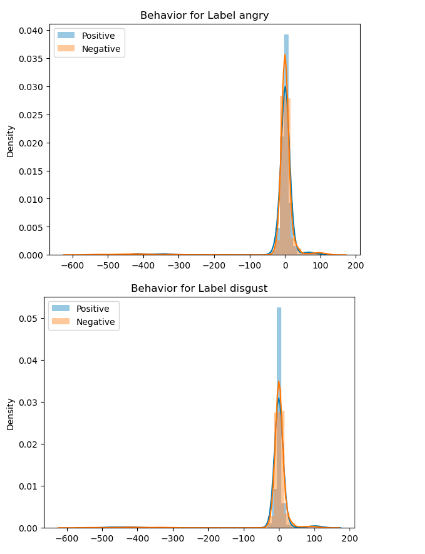 Behavior for Label angry
0.040
Positive
Negative
0.035
0.030
0.025
Density
0.020
0.015
0.010
0.005
0.000
−600 −500 −400 −300 −200 −100 0 100 200
Behavior for Label disgust
Positive
Negative
0.05
0.04
0.03
Density
0.02
0.01
0.00
−600 −500 −400 −300 −200 −100 0 100 200